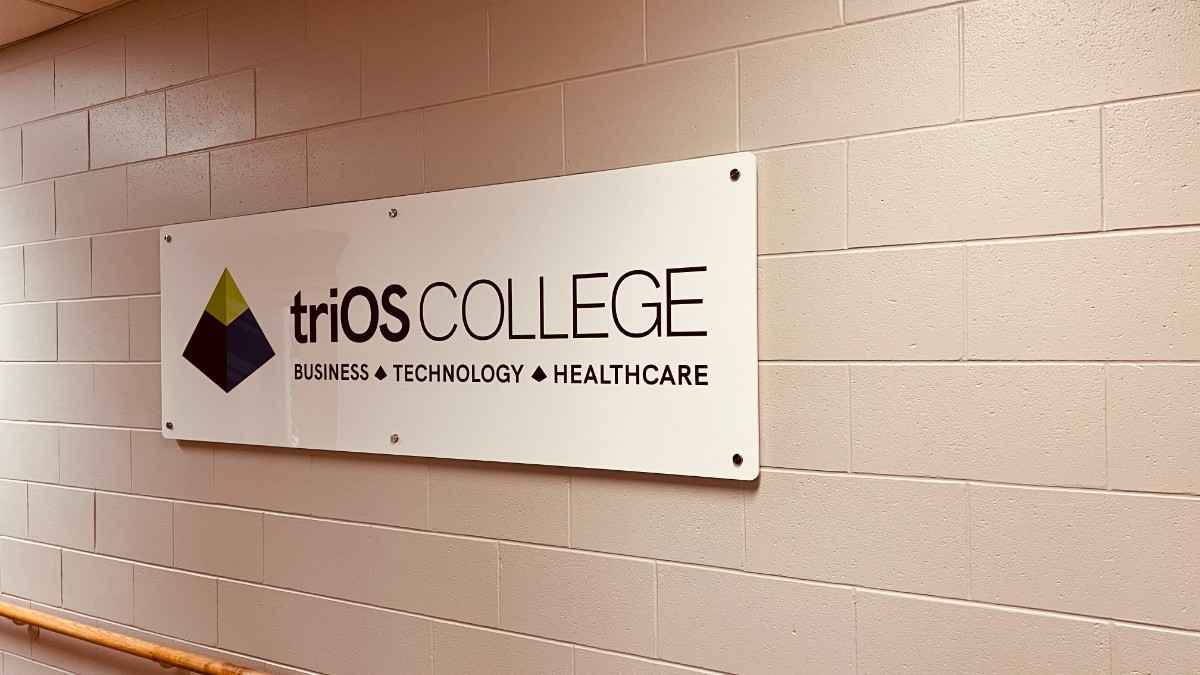 triOS COLLEGE
BUSINESS ♦ TECHNOLOGY ♦ HEALTHCARE